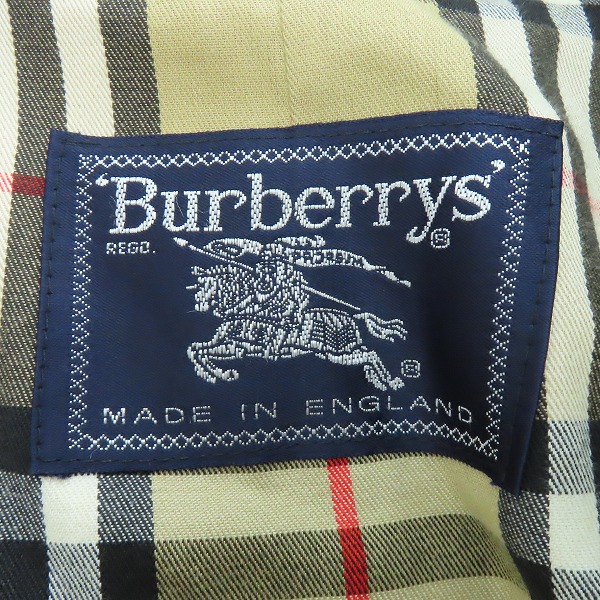 'Burberrys'
REGD. ®
®
MADE IN ENGLAND